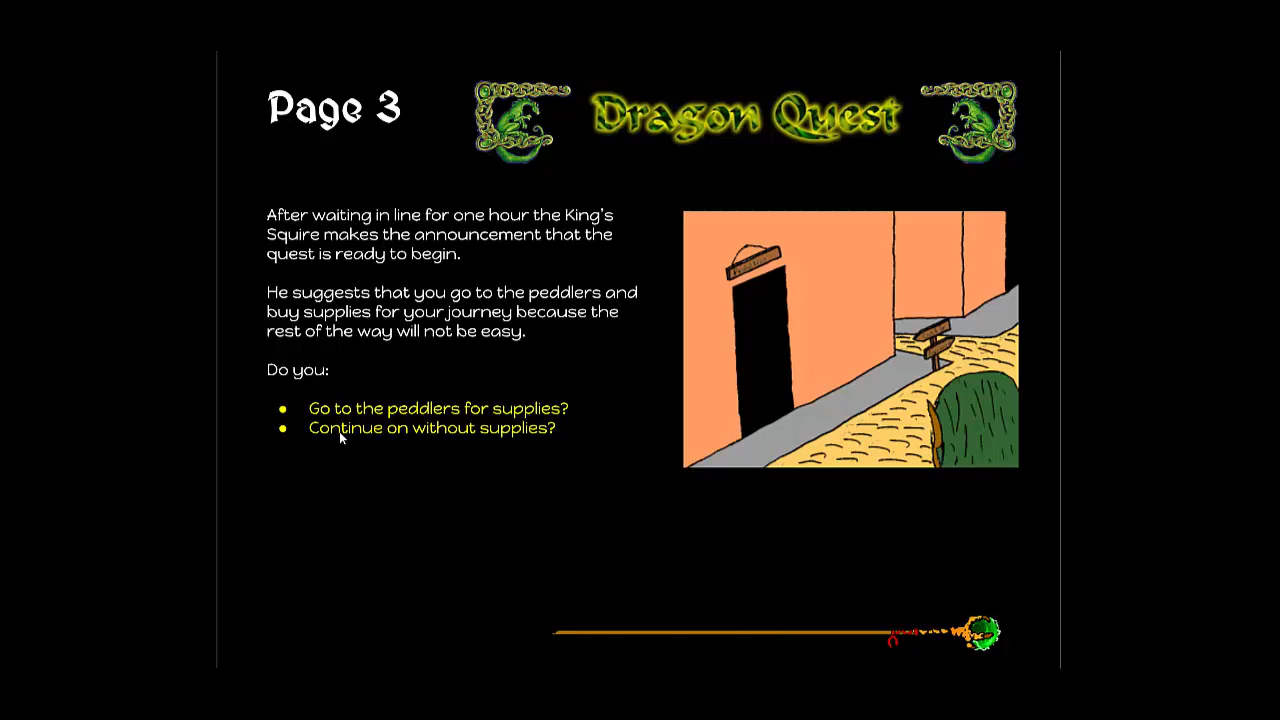 Page 3
Dragon Quest
After waiting in line for one hour the King's
Squire makes the announcement that the
quest is ready to begin.
He suggests that you go to the peddlers and
buy supplies for your journey because the
rest of the way will not be easy.
Do you:
Go to the peddlers for supplies?
Continue on without supplies?